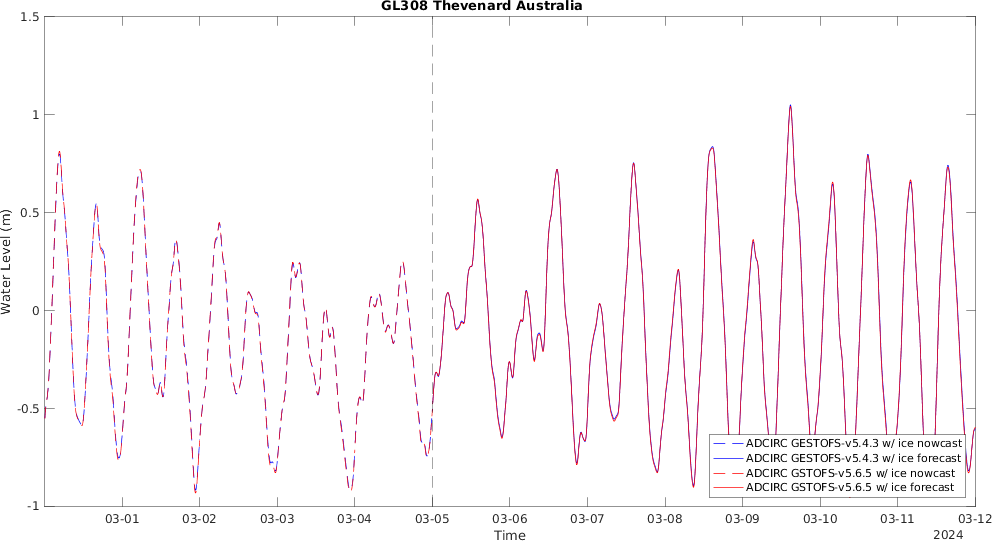 GL308 Thevenard Australia
Water Level (m)
1.5
1
0.5
0
-0.5
-1
ADCIRC GESTOFS-v5.4.3 w/ ice nowcast
ADCIRC GESTOFS-v5.4.3 w/ ice forecast
ADCIRC GSTOFS-v5.6.5 w/ ice nowcast
ADCIRC GSTOFS-v5.6.5 w/ ice forecast
03-01 03-02 03-03 03-04 03-05 03-06 03-07 03-08 03-09 03-10 03-11 03-12
Time 2024